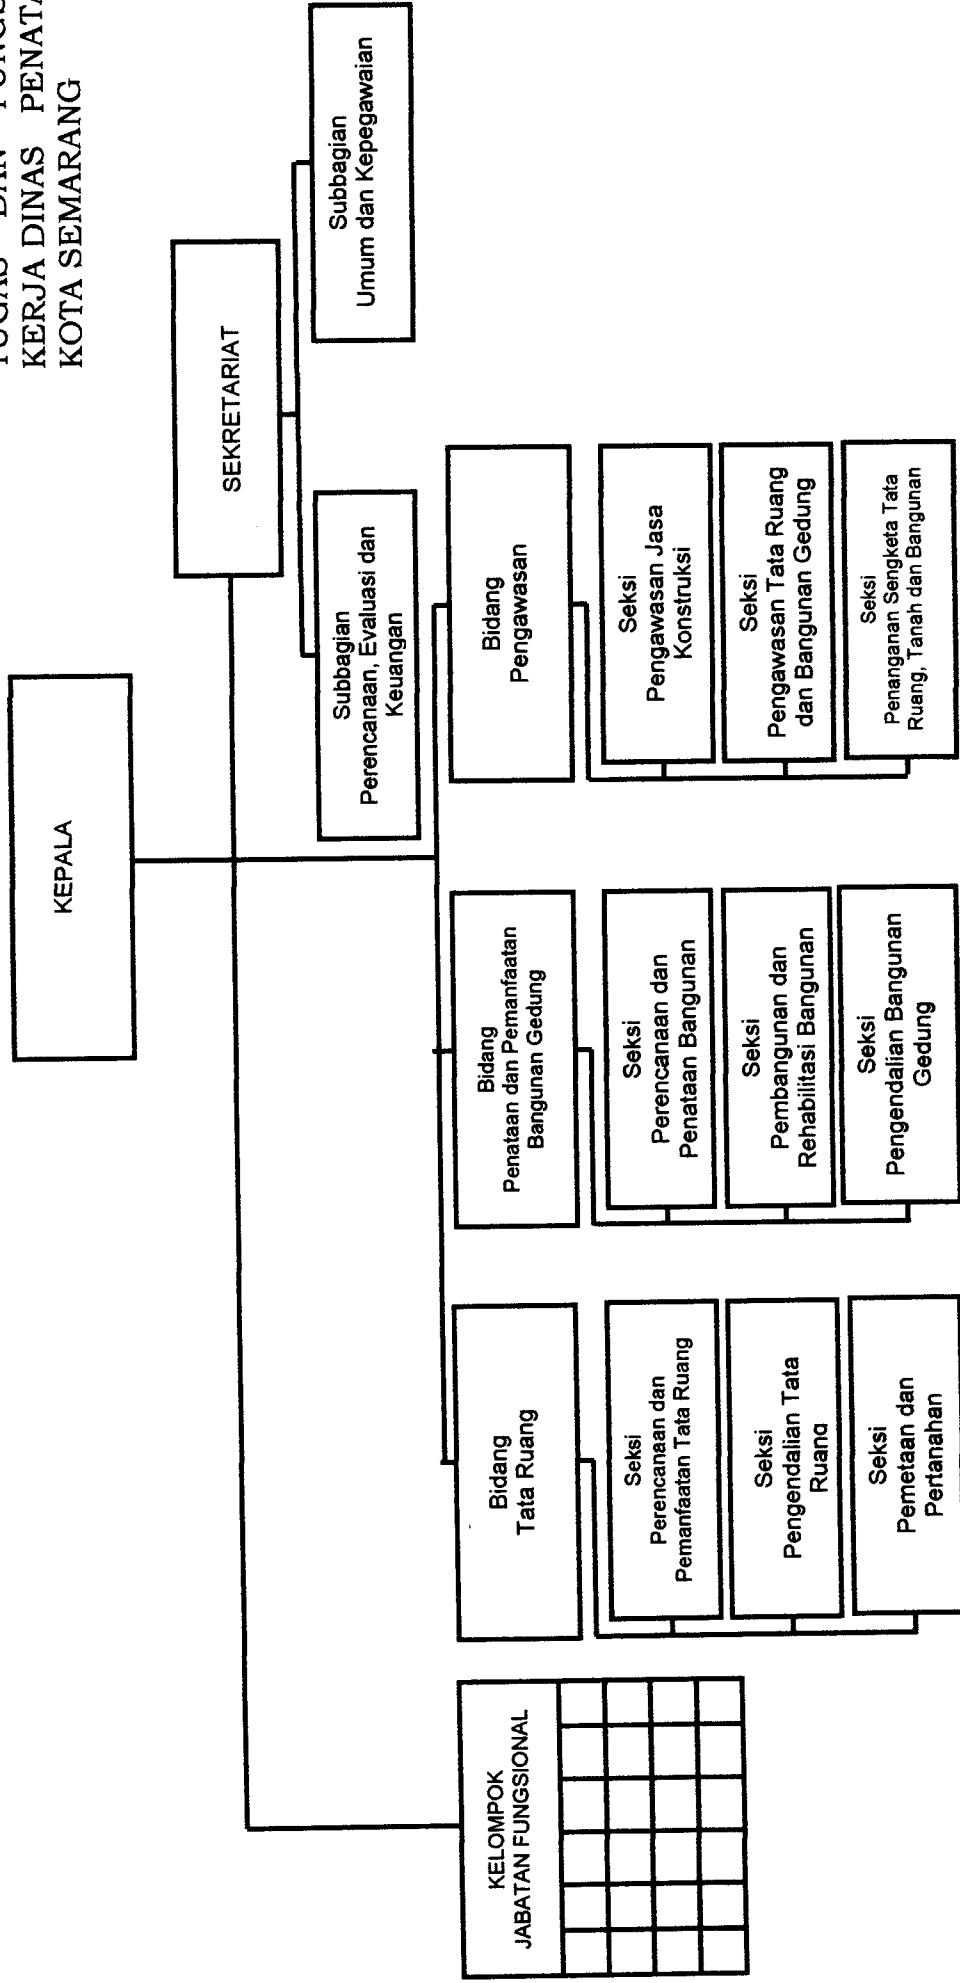 KERJA DINAS PENATA
KOTA SEMARANG
KEPALA
SEKRETARIAT
Subbagian
Perencanaan, Evaluasi dan
Keuangan
Subbagian
Umum dan Kepegawaian
KELOMPOK
JABATAN FUNGSIONAL
Bidang
Tata Ruang
Seksi
Perencanaan dan
Pemanfaatan Tata Ruang
Seksi
Pengendalian Tata
Ruang
Seksi
Pemetaan dan
Pertanahan
Bidang
Penataan dan Pemanfaatan
Bangunan Gedung
Seksi
Perencanaan dan
Penataan Bangunan
Seksi
Pembangunan dan
Rehabilitasi Bangunan
Seksi
Pengendalian Bangunan
Gedung
Bidang
Pengawasan
Seksi
Pengawasan Jasa
Konstruksi
Seksi
Pengawasan Tata Ruang
dan Bangunan Gedung
Seksi
Penanganan Sengketa Tata
Ruang, Tanah dan Bangunan